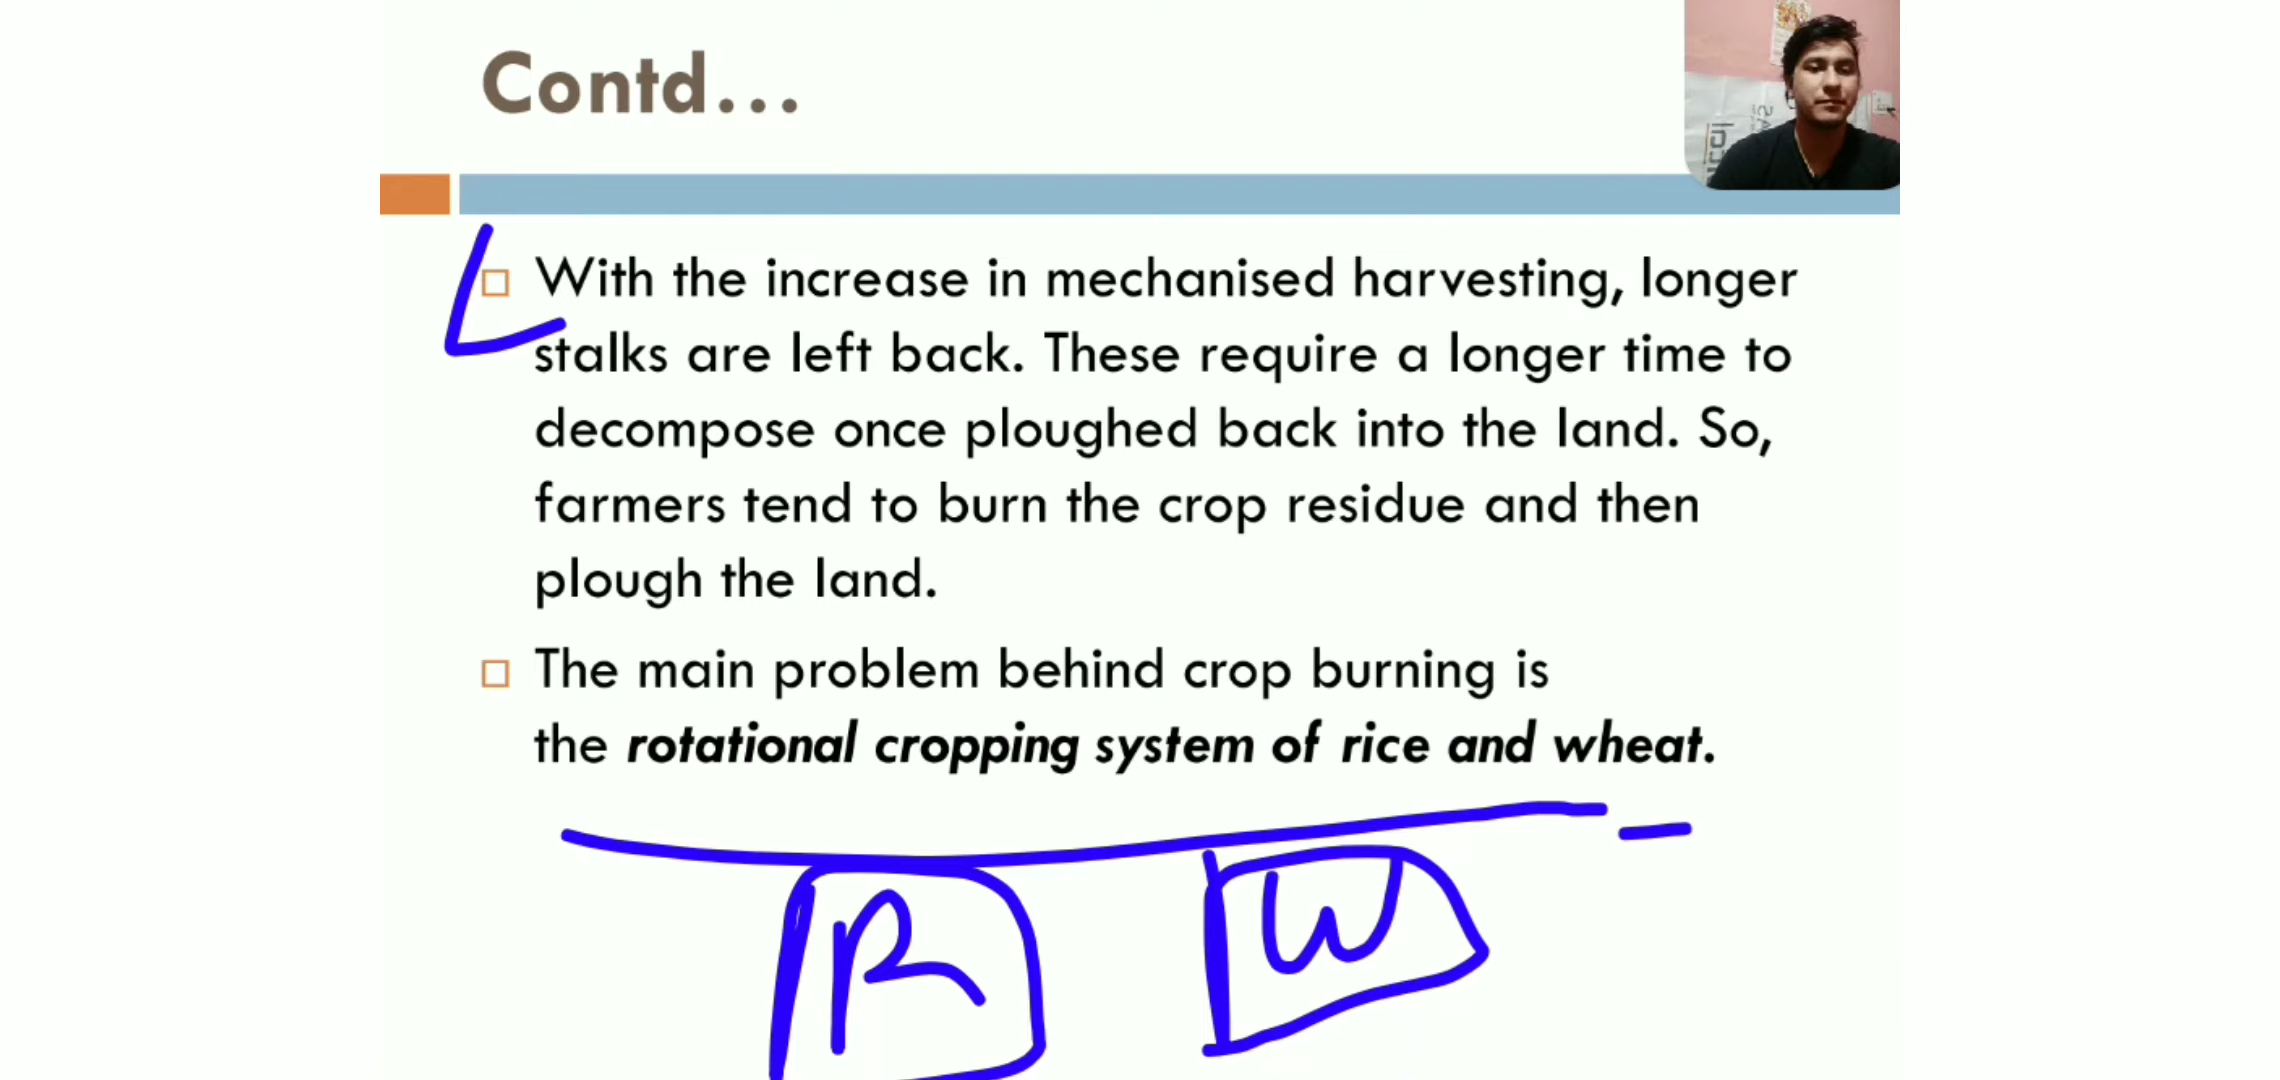 Contd...
With the increase in mechanised harvesting, longer
stalks are left back. These require a longer time to
decompose once ploughed back into the land. So,
farmers tend to burn the crop residue and then
plough the land.
The main problem behind crop burning is
the rotational cropping system of rice and wheat.
R W